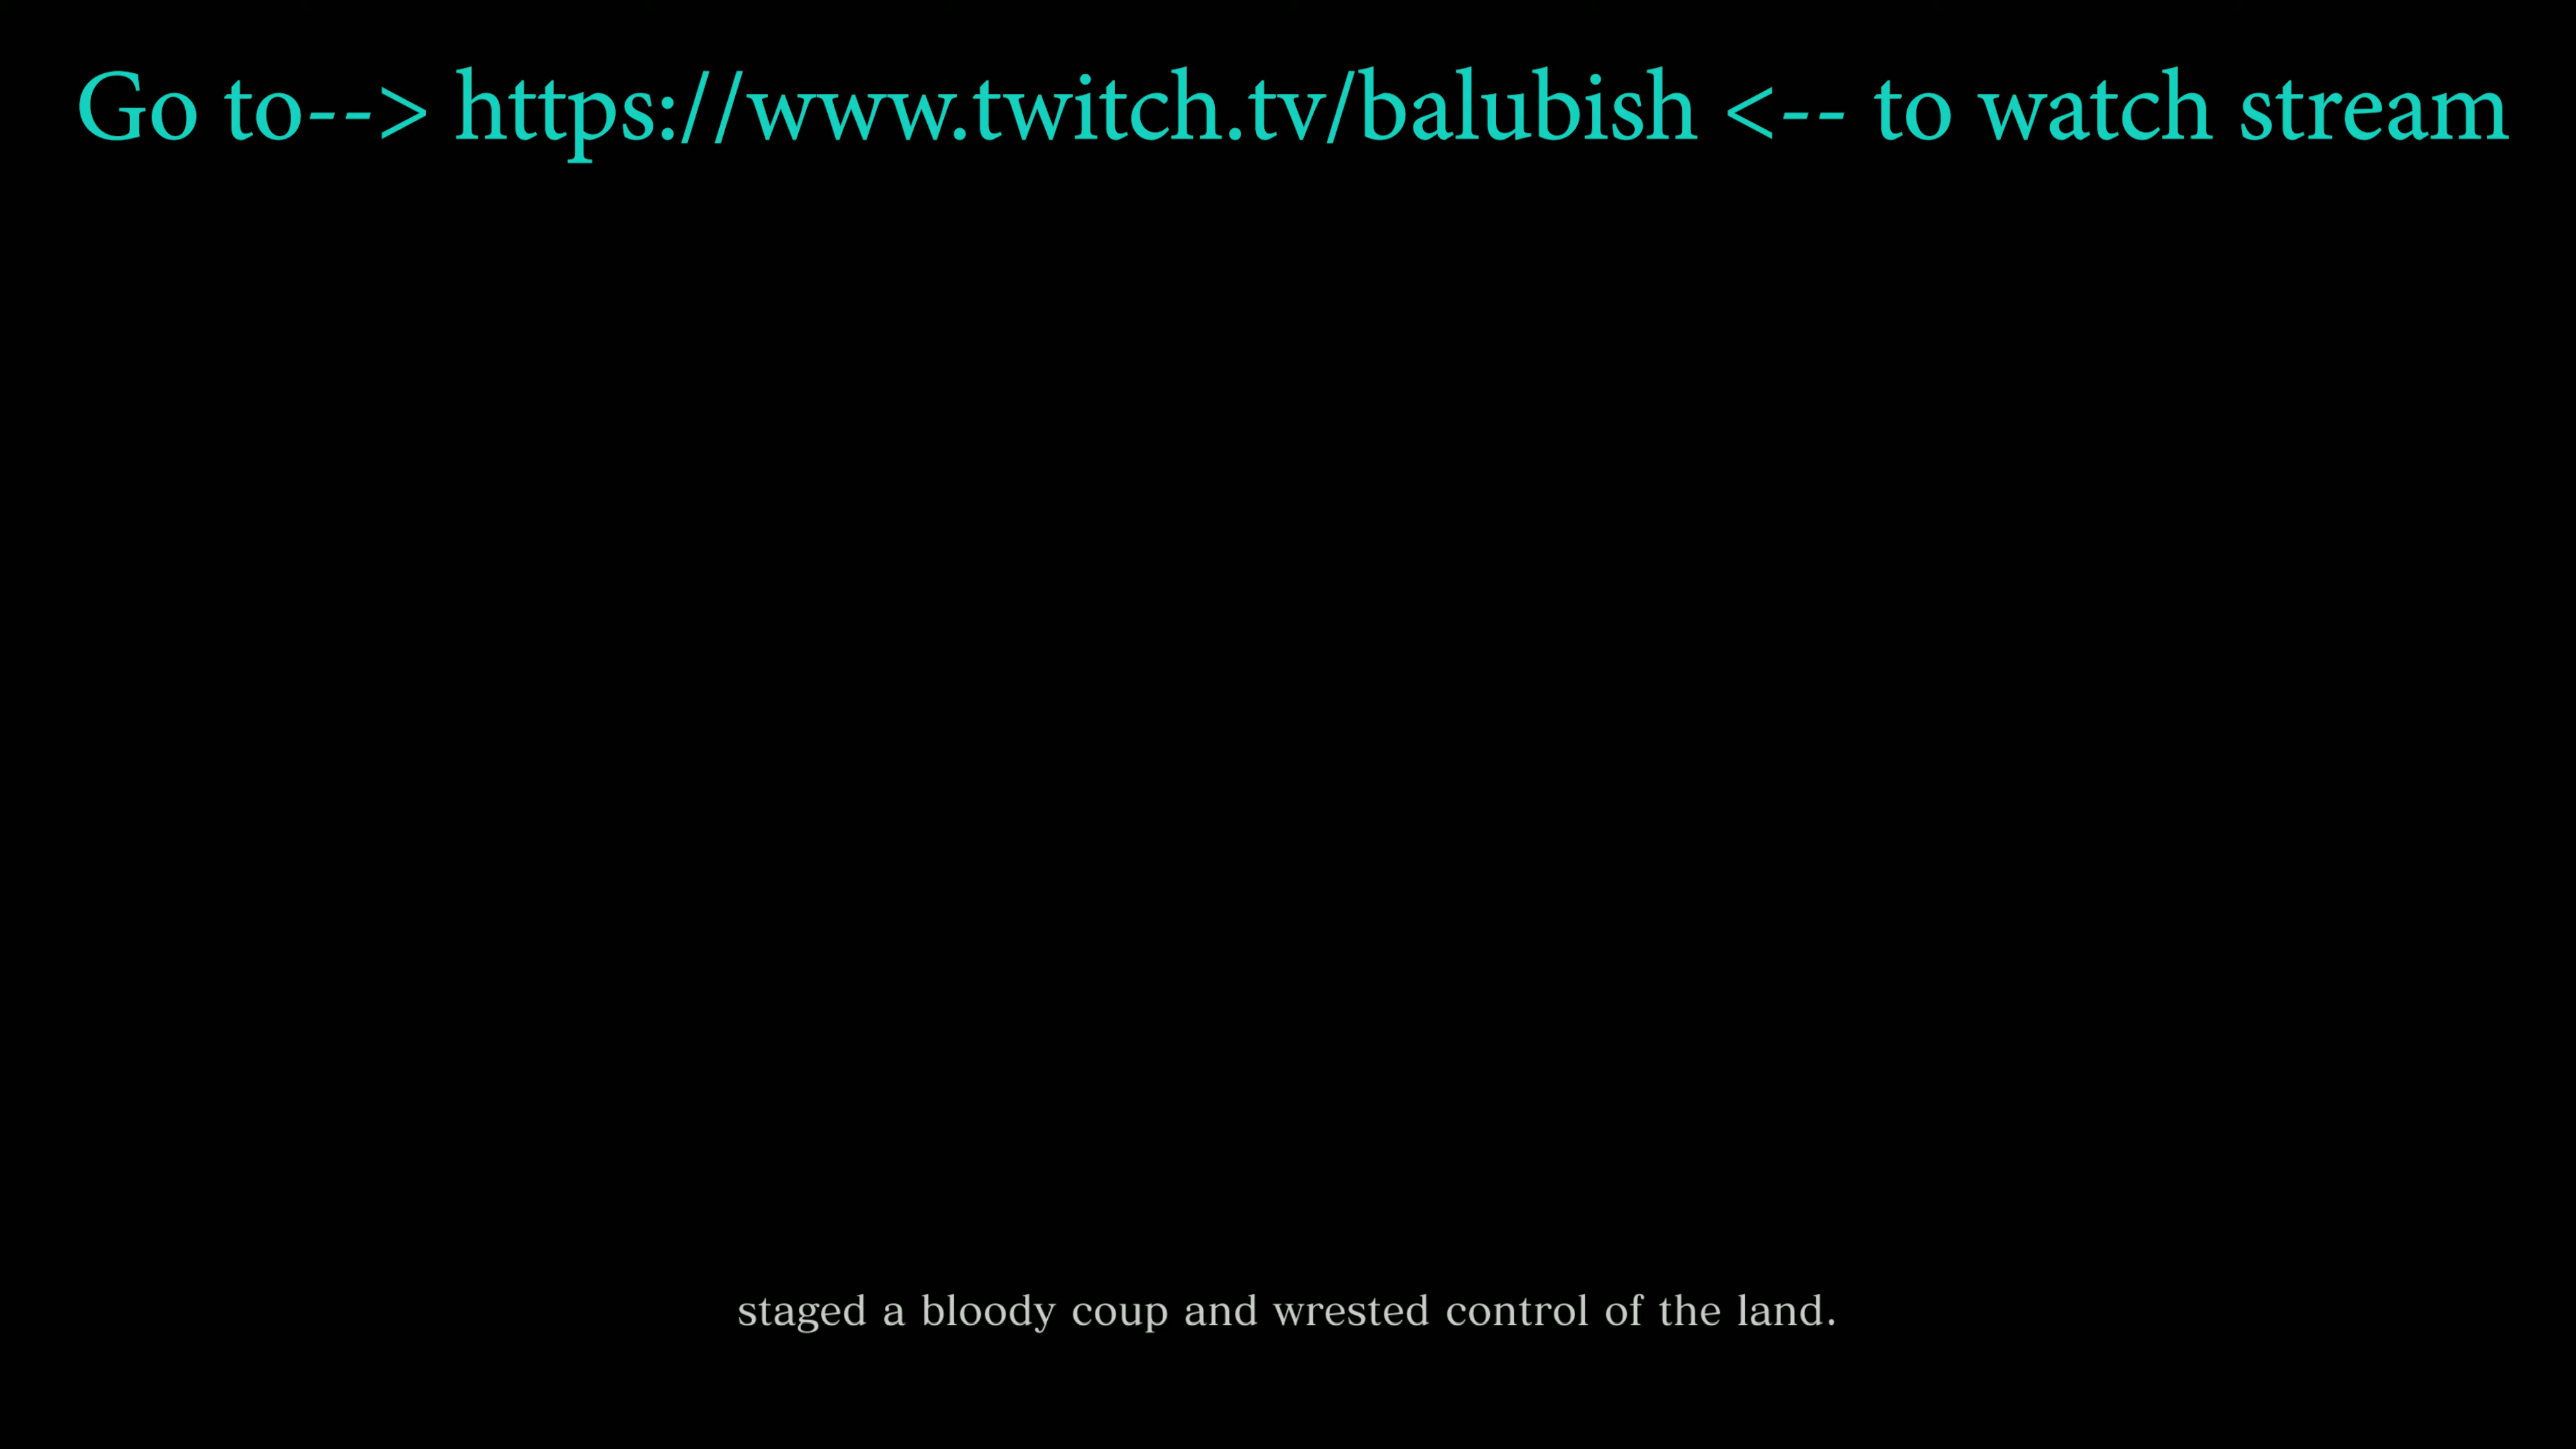 Go to--> https://www.twitch.tv/balubish <-- to watch stream
staged a bloody coup and wrested control of the land.